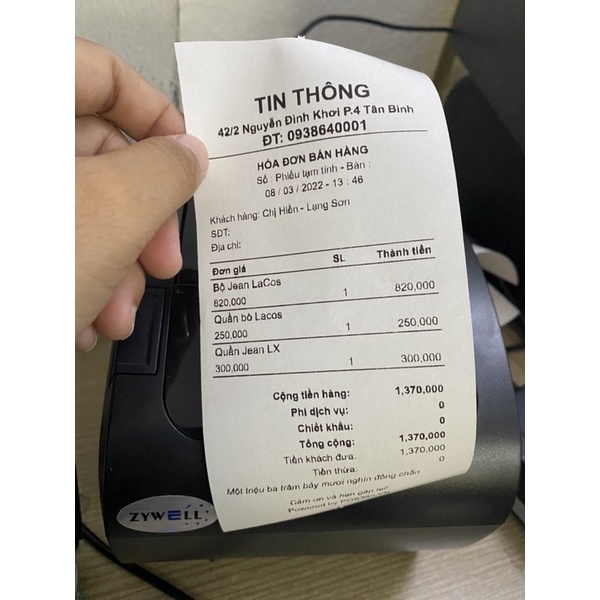 TIN THÔNG
42/2 Nguyễn Đình Khơi P.4 Tân Bình
ĐT: 0938640001
HÓA ĐƠN BÁN HÀNG
Số : Phiếu tạm tính - Bàn :
08 / 03 / 2022 - 13 : 46
Khách hàng: Chị Hiền - Lạng Sơn
SDT:
Địa chỉ:
Đơn giá SL Thành tiền
Bộ Jean LaCos
820,000 1 820,000
Quần bò Lacos
250,000 1 250,000
Quần Jean LX
300,000 1 300,000
Cộng tiền hàng: 1,370,000
Phí dịch vụ: 0
Chiết khấu: 0
Tổng cộng: 1,370,000
Tiền khách đưa: 1,370,000
Tiền thừa: 0
Một triệu ba trăm bảy mươi nghìn đồng chẵn
Cảm ơn và hẹn gặp lại!
Powered by
ZYWELL